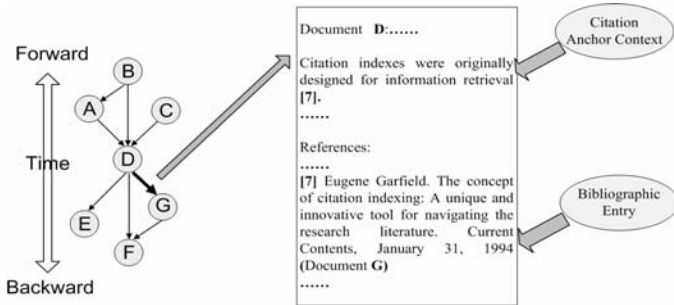 Forward
B
A
C
Time
D
G
E
F
Backward
Document D:......
Citation indexes were originally
designed for information retrieval
[7].
......
References:
......
[7] Eugene Garfield. The concept
of citation indexing: A unique and
innovative tool for navigating the
research literature. Current
Contents, January 31, 1994
(Document G)
......
Citation
Anchor Context
Bibliographic
Entry